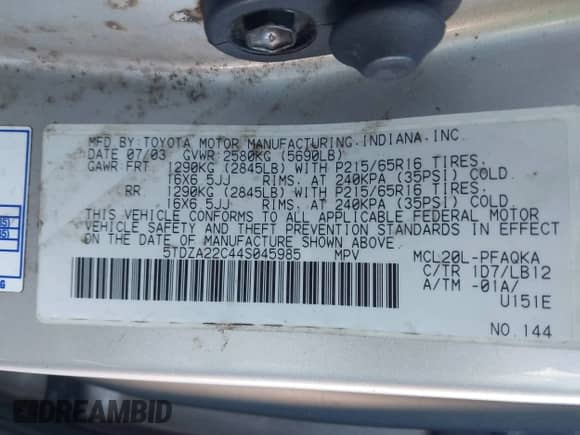 MFD.BY:TOYOTA MOTOR MANUFACTURING,INDIANA,INC.
DATE 07/03 GVWR 2580KG (5690LB)
GAWR:FRT 1290KG (2845LB) WITH P215/65R16 TIRES,
16X6.5JJ RIMS, AT 240KPA (35PSI) COLD.
RR 1290KG (2845LB) WITH P215/65R16 TIRES,
16X6.5JJ RIMS, AT 240KPA (35PSI) COLD.
THIS VEHICLE CONFORMS TO ALL APPLICABLE FEDERAL MOTOR
VEHICLE SAFETY AND THEFT PREVENTION STANDARDS IN EFFECT
ON THE DATE OF MANUFACTURE SHOWN ABOVE.
5TDZA22C44S045985 MPV MCL20L-PFAQKA
C/TR 1D7/LB12
A/TM -01A/
U151E
NO.144
DREAMBID